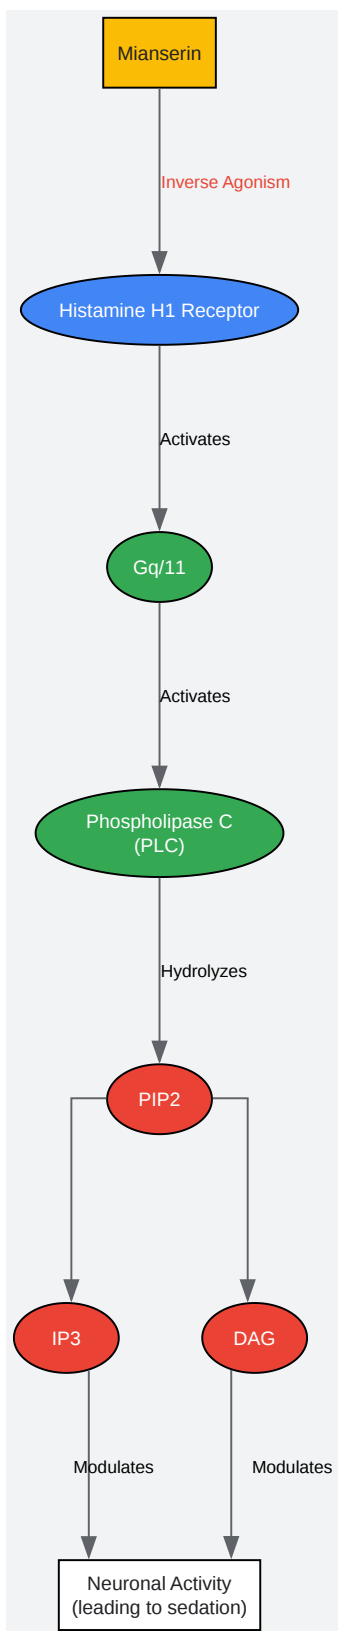 Mianserin
Inverse Agonism
Histamine H1 Receptor
Activates
Gq/11
Activates
Phospholipase C
(PLC)
Hydrolyzes
PIP2
IP3
DAG
Modulates
Modulates
Neuronal Activity
(leading to sedation)